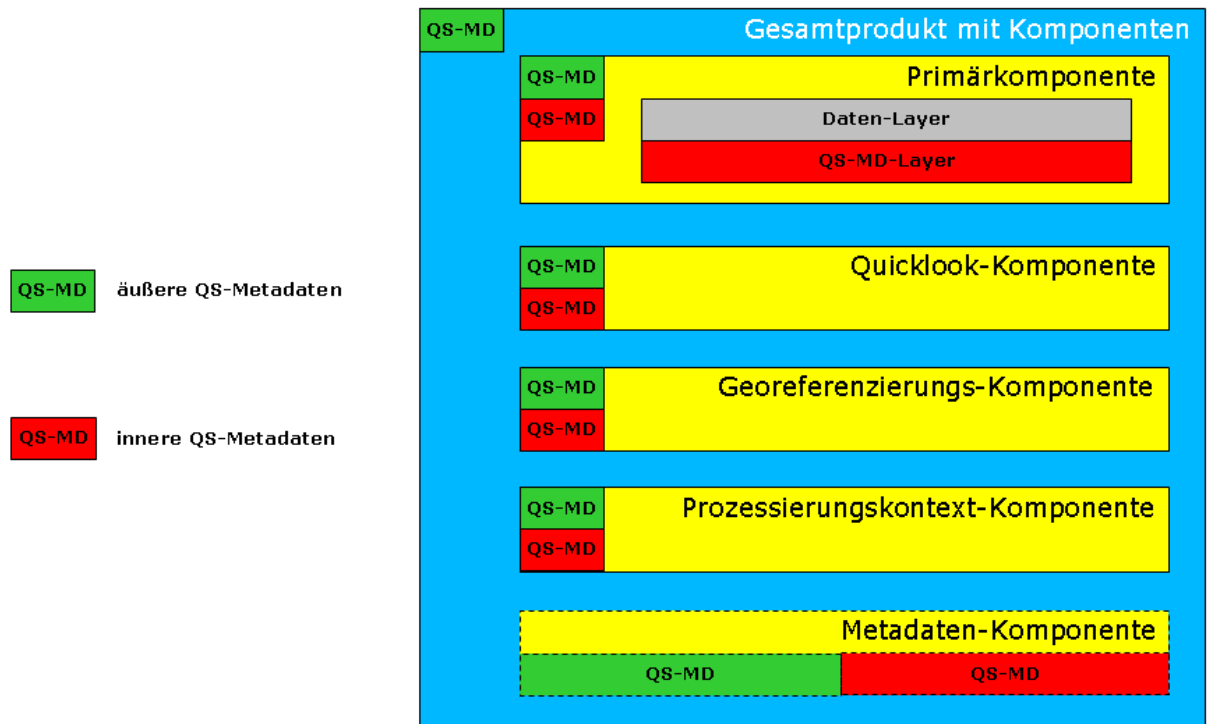 QS-MD Gesamtprodukt mit Komponenten
QS-MD Primärkomponente
QS-MD Daten-Layer
QS-MD-Layer
QS-MD Quicklook-Komponente
QS-MD äußere QS-Metadaten
QS-MD
QS-MD Georeferenzierungs-Komponente
QS-MD
QS-MD innere QS-Metadaten
QS-MD Prozessierungskontext-Komponente
QS-MD
Metadaten-Komponente
QS-MD QS-MD